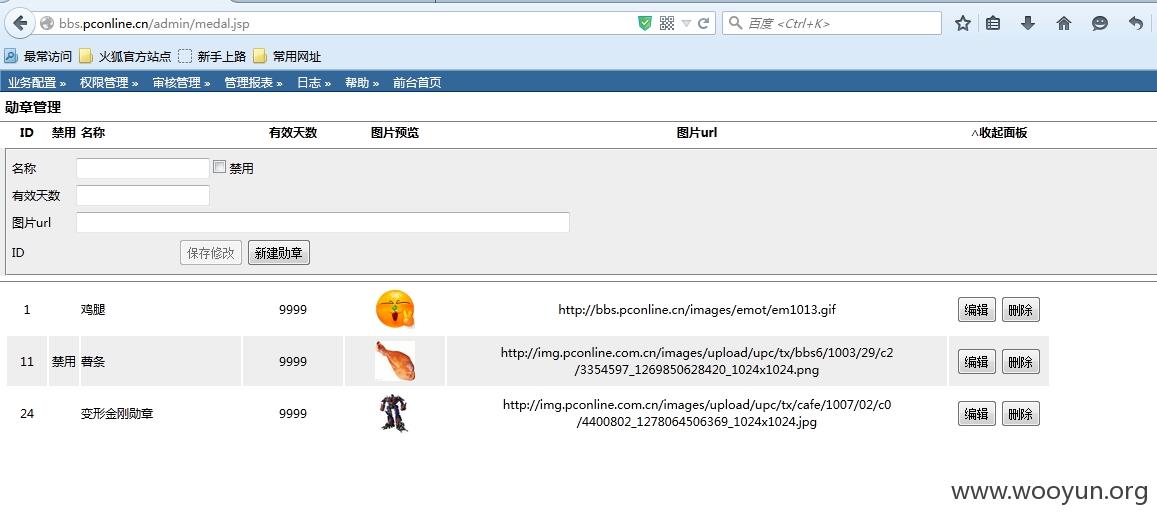 bbs.pconline.cn/admin/medal.jsp
百度 <Ctrl+K>
最常访问 火狐官方站点 新手上路 常用网址
业务配置 » 权限管理 » 审核管理 » 管理报表 » 日志 » 帮助 » 前台首页
勋章管理
ID 禁用 名称 有效天数 图片预览 图片url ∧收起面板
名称 禁用
有效天数
图片url
ID 保存修改 新建勋章
1 鸡腿 9999 http://bbs.pconline.cn/images/emot/em1013.gif 编辑 删除
11 禁用 瞢条 9999 http://img.pconline.com.cn/images/upload/upc/tx/bbs6/1003/29/c2
/3354597_1269850628420_1024x1024.png 编辑 删除
24 变形金刚勋章 9999 http://img.pconline.com.cn/images/upload/upc/tx/cafe/1007/02/c0
/4400802_1278064506369_1024x1024.jpg 编辑 删除
www.wooyun.org